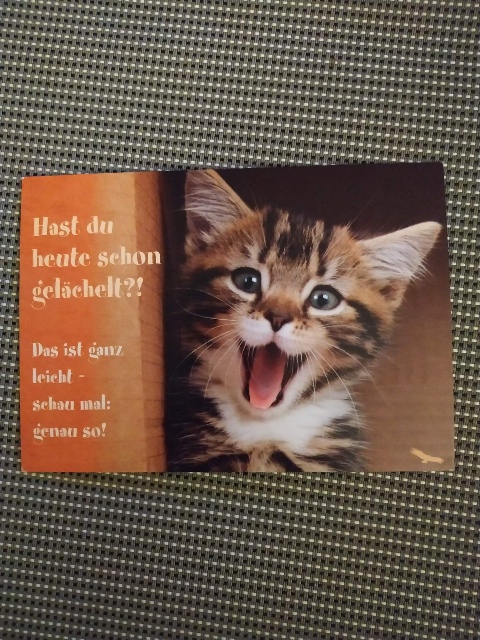 Hast du
heute schon
gelächelt?!
Das ist ganz
leicht -
schau mal:
genau so!